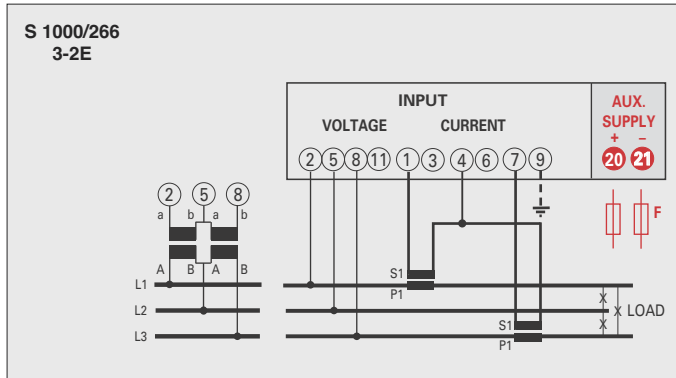 S 1000/266
3-2E
INPUT
AUX.
SUPPLY
VOLTAGE CURRENT
+ –
2 5 8 11 1 3 4 6 7 9 20 21
2 5 8
a b a b
F
A B A B
S1
P1
L1
L2
X X LOAD
X
S1
P1
L3